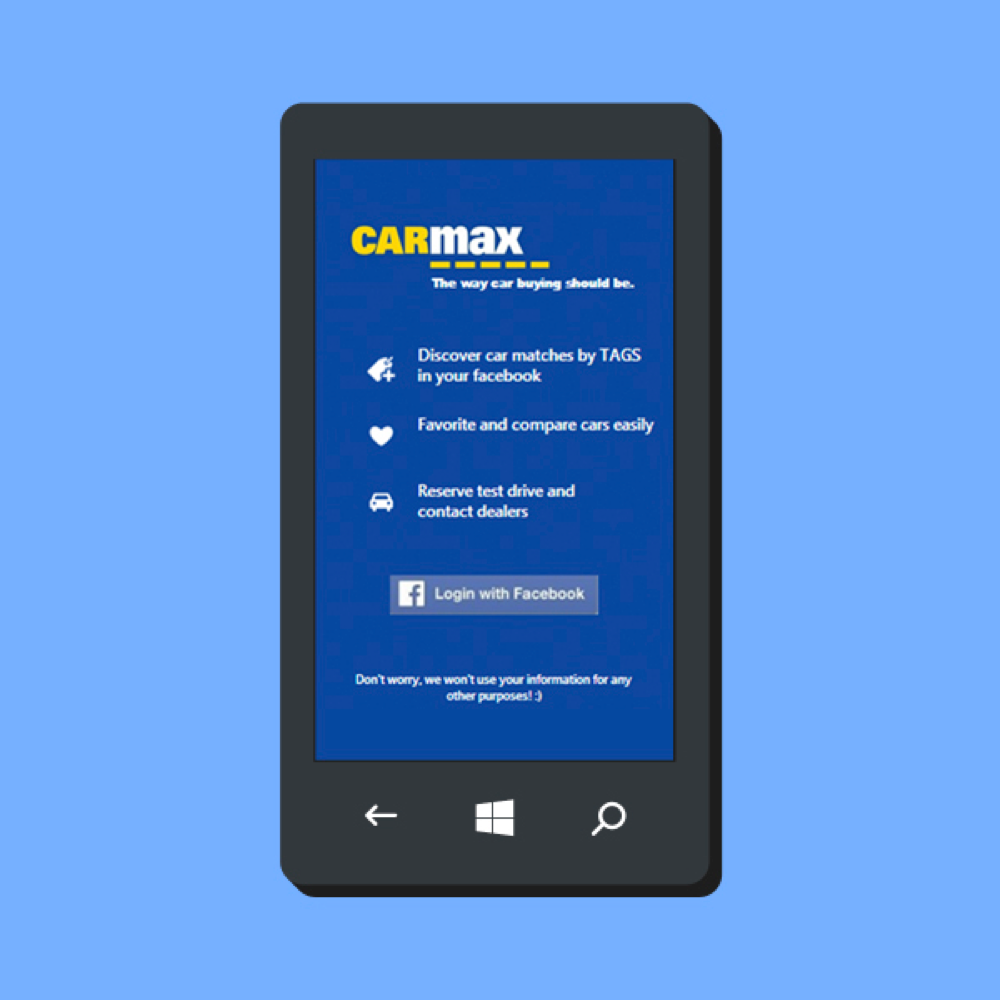 CARmax
The way car buying should be.
Discover car matches by TAGS
in your facebook
Favorite and compare cars easily
Reserve test drive and
contact dealers
f Login with Facebook
Don't worry, we won't use your information for any
other purposes! :)